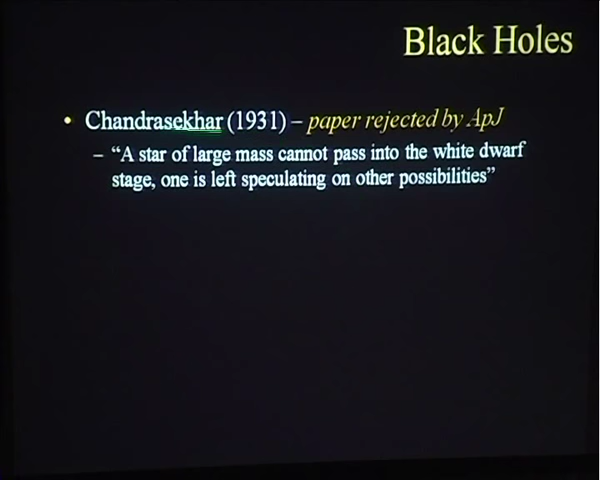 Black Holes
• Chandrasekhar (1931) – paper rejected by ApJ
– “A star of large mass cannot pass into the white dwarf
stage, one is left speculating on other possibilities”